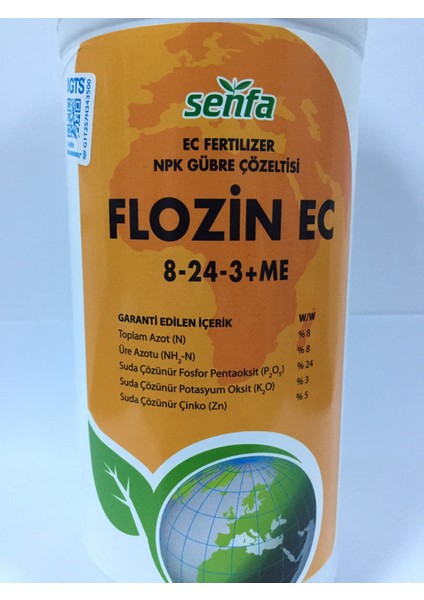 GTS
G1T257H343500
senfa
EC FERTILIZER
NPK GÜBRE ÇÖZELTİSİ
FLOZİN EC
8-24-3+ME
GARANTİ EDİLEN İÇERİK W/W
Toplam Azot (N) % 8
Üre Azotu (NH₂-N) % 8
Suda Çözünür Fosfor Pentaoksit (P₂O₅) % 24
Suda Çözünür Potasyum Oksit (K₂O) % 3
Suda Çözünür Çinko (Zn) % 5